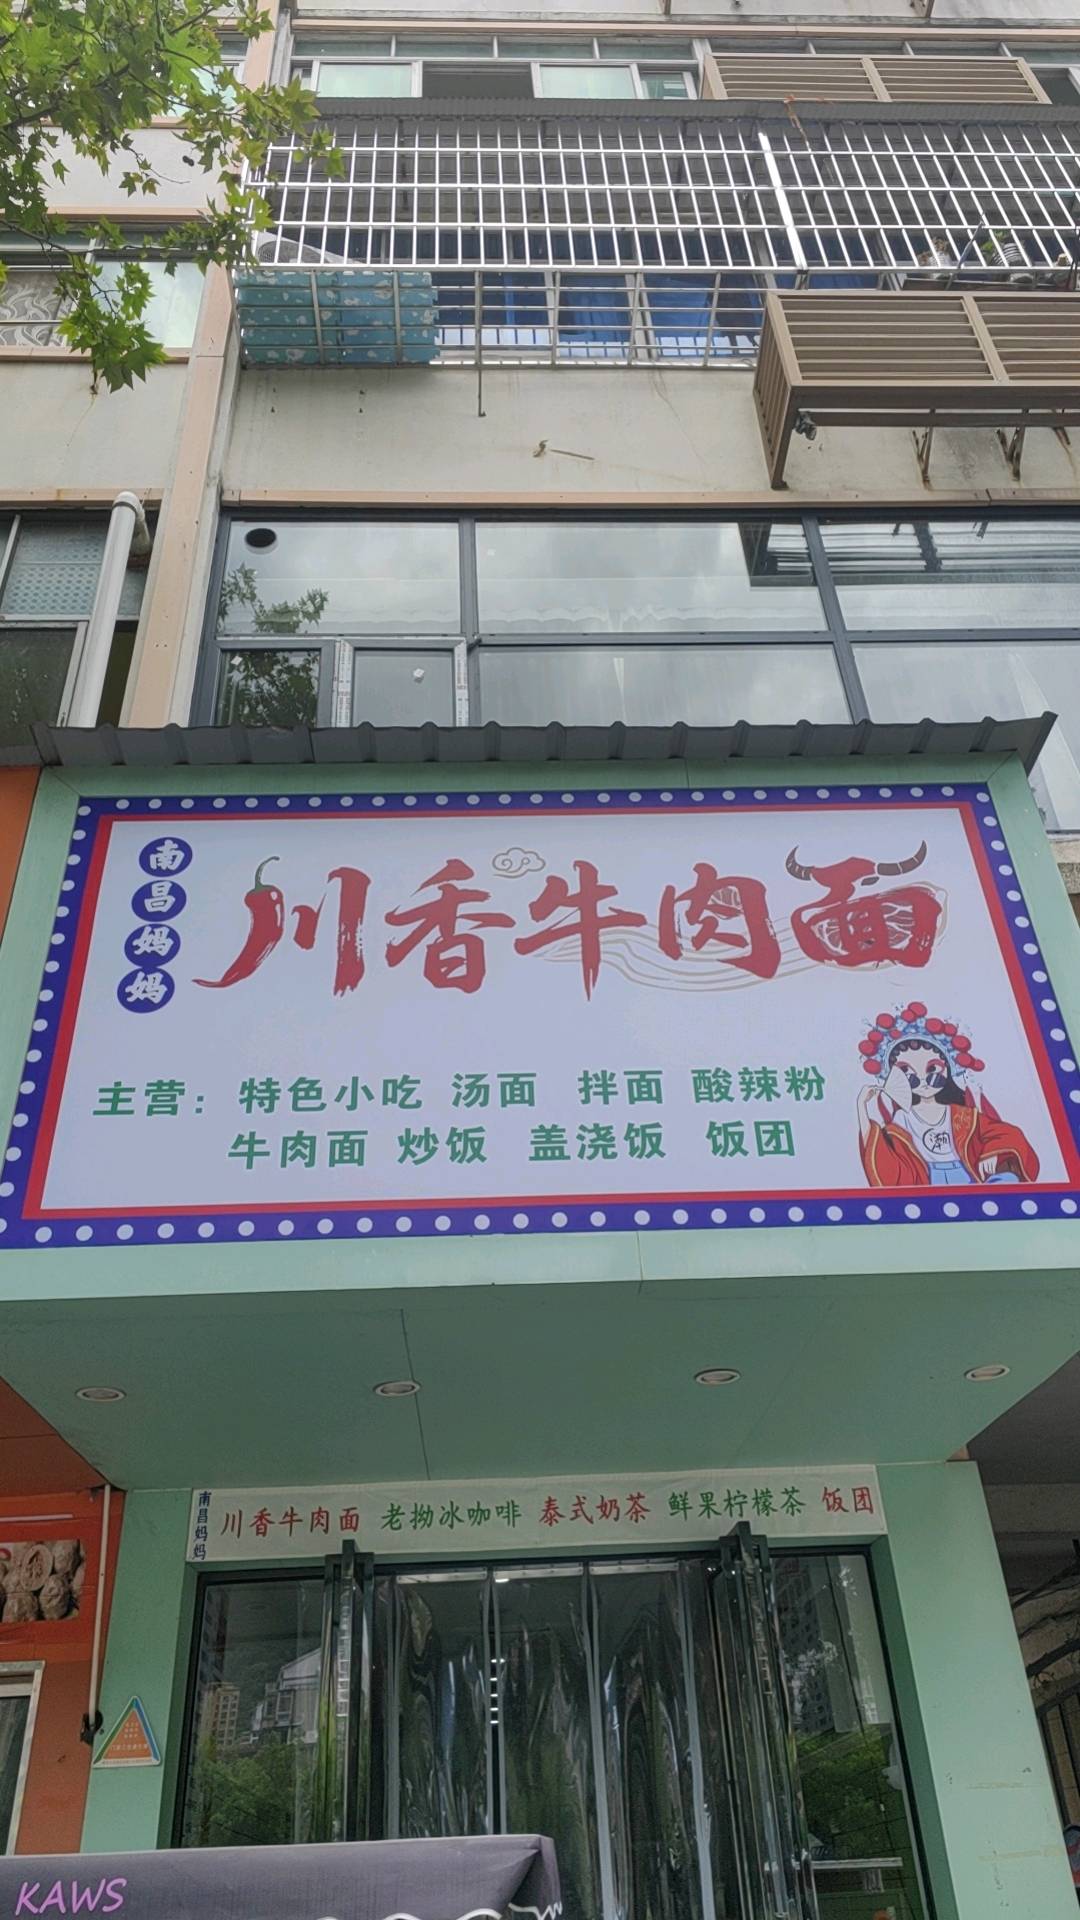 南昌妈妈
川香牛肉面
主营：特色小吃 汤面 拌面 酸辣粉
牛肉面 炒饭 盖浇饭 饭团
潮
南昌妈妈 川香牛肉面 老拗冰咖啡 泰式奶茶 鲜果柠檬茶 饭团
KAWS